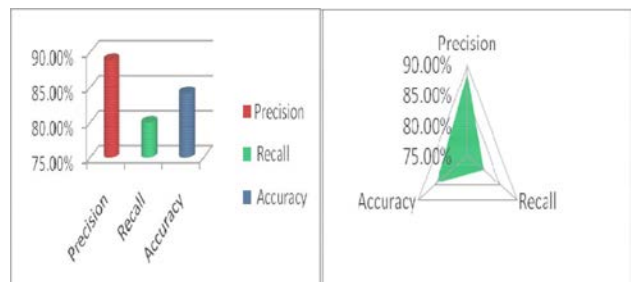 90.00%
85.00%
80.00%
75.00%
Precision
Recall
Accuracy
Precision
Recall
Accuracy
Precision
90.00%
85.00%
80.00%
75.00%
Accuracy
Recall